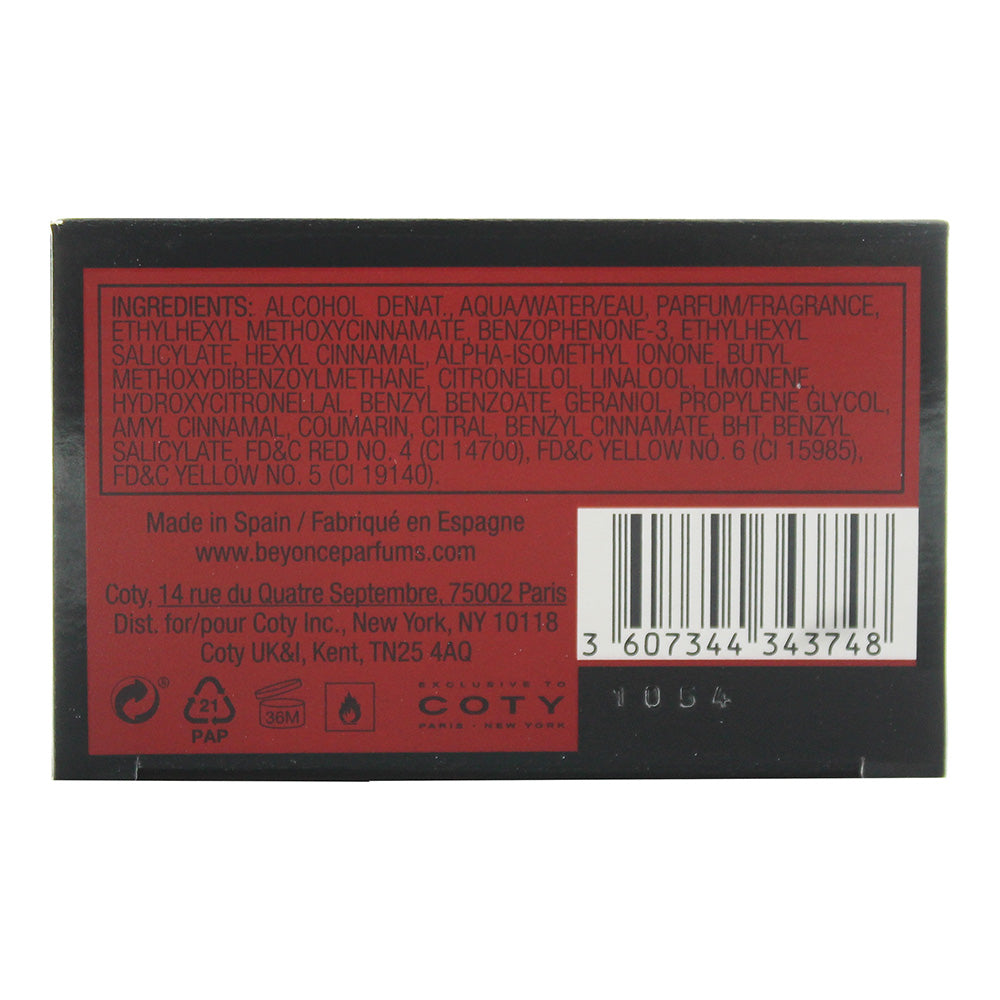 INGREDIENTS: ALCOHOL DENAT., AQUA/WATER/EAU, PARFUM/FRAGRANCE,
ETHYLHEXYL METHOXYCINNAMATE, BENZOPHENONE-3, ETHYLHEXYL
SALICYLATE, HEXYL CINNAMAL, ALPHA-ISOMETHYL IONONE, BUTYL
METHOXYDIBENZOYLMETHANE, CITRONELLOL, LINALOOL, LIMONENE,
HYDROXYCITRONELLAL, BENZYL BENZOATE, GERANIOL, PROPYLENE GLYCOL,
AMYL CINNAMAL, COUMARIN, CITRAL, BENZYL CINNAMATE, BHT, BENZYL
SALICYLATE, FD&C RED NO. 4 (CI 14700), FD&C YELLOW NO. 6 (CI 15985),
FD&C YELLOW NO. 5 (CI 19140).
Made in Spain / Fabriqué en Espagne
www.beyonceparfums.com
Coty, 14 rue du Quatre Septembre, 75002 Paris
Dist. for/pour Coty Inc., New York, NY 10118
Coty UK&I, Kent, TN25 4AQ
3 607344 343748
®
21
PAP
36M
EXCLUSIVE TO
COTY
PARIS - NEW YORK
1054